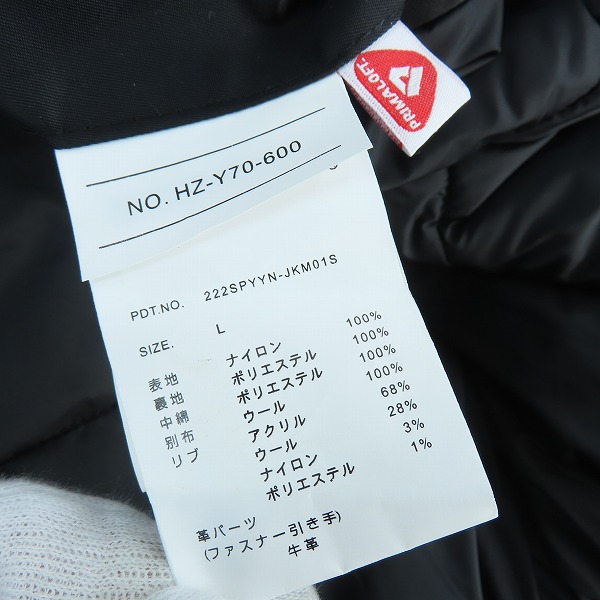 PRIMALOFT.
NO. HZ-Y70-600
PDT.NO. 222SPYYN-JKM01S
SIZE. L
表地 ナイロン 100%
裏地 ポリエステル 100%
中綿 ポリエステル 100%
別布 ウール 100%
リブ アクリル 68%
ウール 28%
ナイロン 3%
ポリエステル 1%
革パーツ
(ファスナー引き手)
牛革